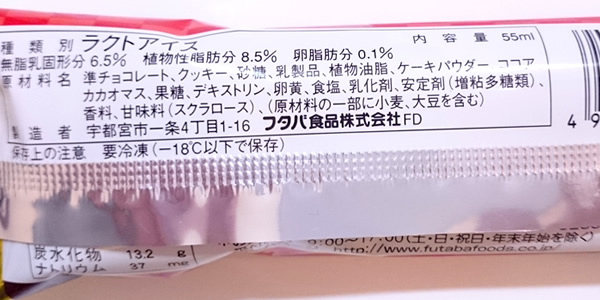 種類別 ラクトアイス 内容量 55ml
無脂乳固形分 6.5% 植物性脂肪分 8.5% 卵脂肪分 0.1%
原材料名 準チョコレート、クッキー、砂糖、乳製品、植物油脂、ケーキパウダー、ココア
カカオマス、果糖、デキストリン、卵黄、食塩、乳化剤、安定剤(増粘多糖類)、
香料、甘味料(スクラロース)、(原材料の一部に小麦、大豆を含む)
製造者 宇都宮市一条4丁目1-16 フタバ食品株式会社FD
保存上の注意 要冷凍(-18℃以下で保存)
4 9
9:00~17:00(土・日・祝日・年末年始を除く)
炭水化物 13.2 g
http://www.futabafoods.co.j
ナトリウム 37 mg